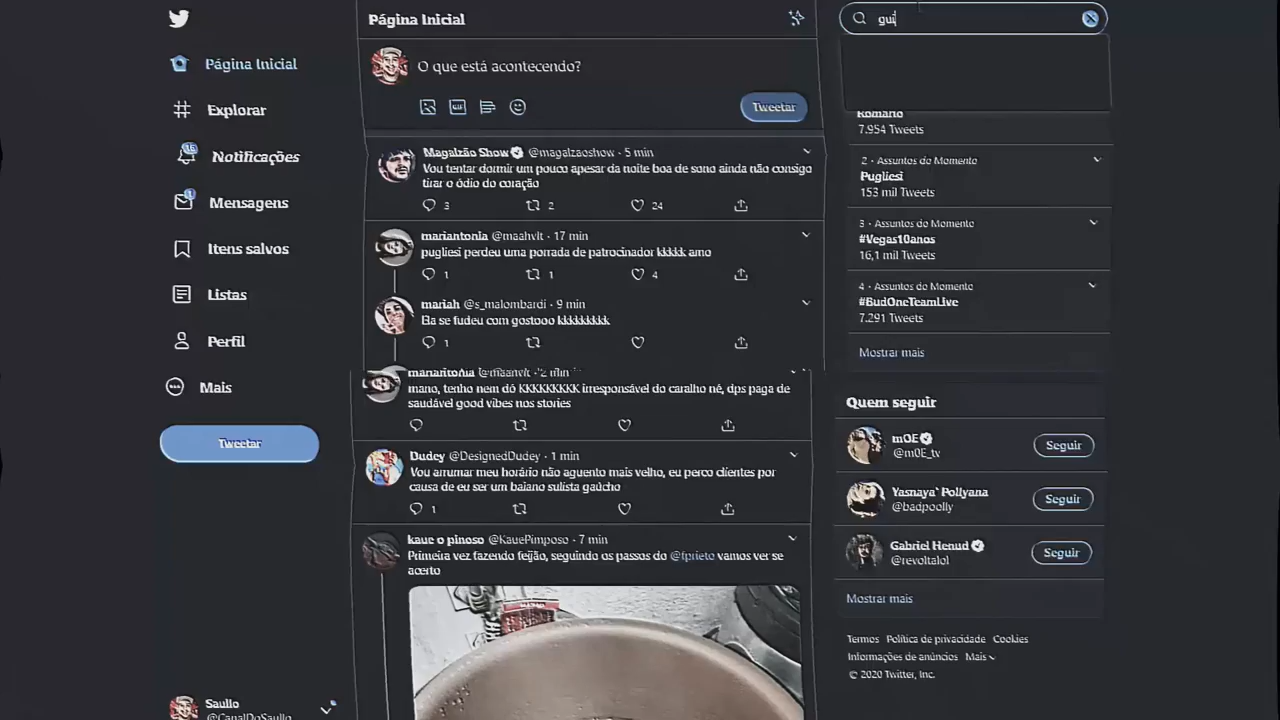 Página Inicial
Explorar
Notificações
Mensagens
Itens salvos
Listas
Perfil
Mais
Tweetar
Saullo
@CanalDoSaullo
Página Inicial
O que está acontecendo?
GIF
Tweetar
Magalzão Show @magalzaoshow · 5 min
Vou tentar dormir um pouco apesar da noite boa de sono ainda não consigo
tirar o ódio do coração
3 2 24
mariantonia @maahvlt · 17 min
pugliesi perdeu uma porrada de patrocinador kkkkk amo
1 1 4
mariah @s_malombardi · 9 min
Ela se fudeu com gostooo kkkkkkkkk
1
mariantonia @maahvlt · 2 min
mano, tenho nem dó KKKKKKKKK irresponsável do caralho né, dps paga de
saudável good vibes nos stories
Dudey @DesignedDudey · 1 min
Vou arrumar meu horário não aguento mais velho, eu perco clientes por
causa de eu ser um baiano sulista gaúcho
1
kaue o pinoso @KauePimposo · 7 min
Primeira vez fazendo feijão, seguindo os passos do @fprieto vamos ver se
acerto
gui
Romário
7.954 Tweets
2 · Assuntos do Momento
Pugliesi
153 mil Tweets
3 · Assuntos do Momento
#Vegas10anos
16,1 mil Tweets
4 · Assuntos do Momento
#BudOneTeamLive
7.291 Tweets
Mostrar mais
Quem seguir
m0E
@m0E_tv
Seguir
Yasnaya` Pollyana
@badpoolly
Seguir
Gabriel Henud
@revoltalol
Seguir
Mostrar mais
Termos Política de privacidade Cookies
Informações de anúncios Mais
© 2020 Twitter, Inc.